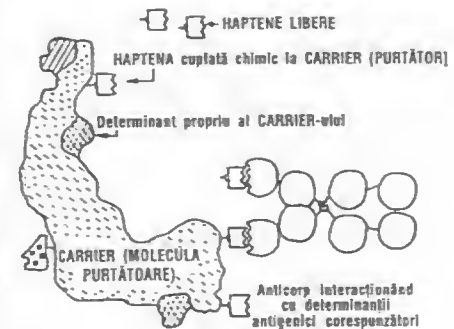 HAPTENE LIBERE
HAPTENA cuplată chimic la CARRIER (PURTĂTOR]
Determinant propriu al CARRIER-ului
CARRIER (MOLECULA
PURTĂTOARE).
Anticorp interacționând
cu determinanții
antigenici corespunzători